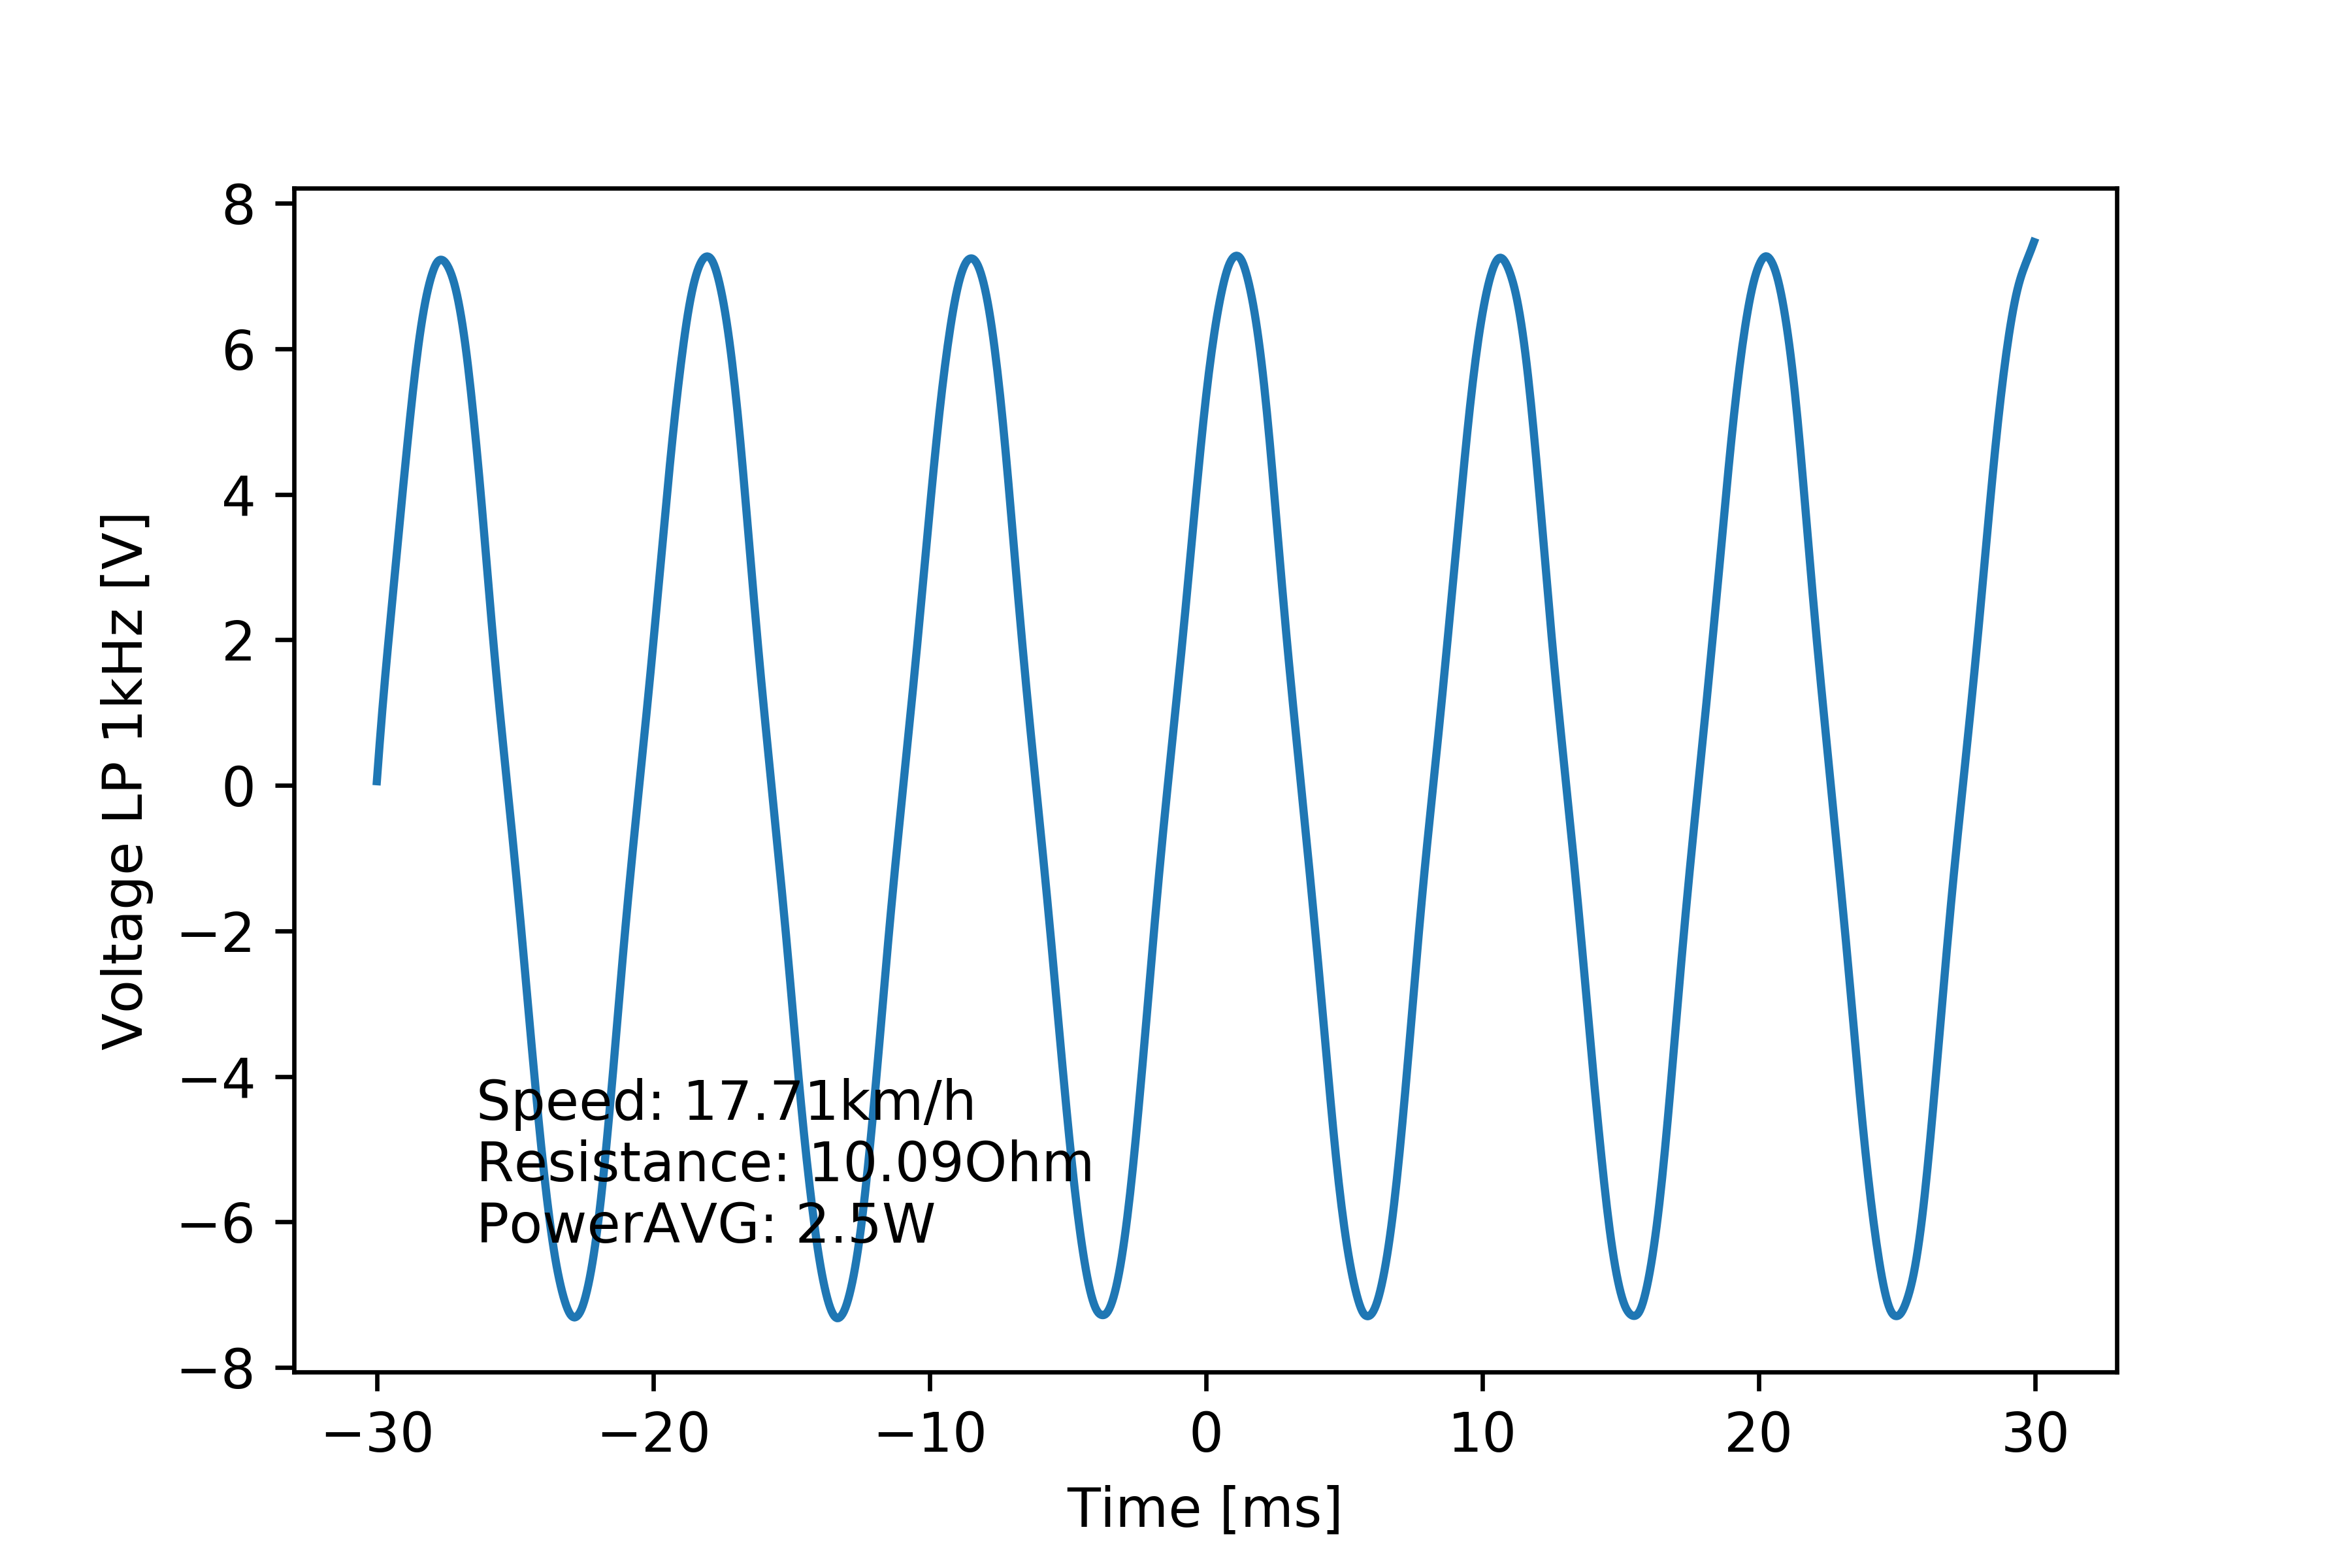 8
6
4
2
0
−2
−4
−6
−8
Voltage LP 1kHz [V]
Speed: 17.71km/h
Resistance: 10.09Ohm
PowerAVG: 2.5W
−30 −20 −10 0 10 20 30
Time [ms]